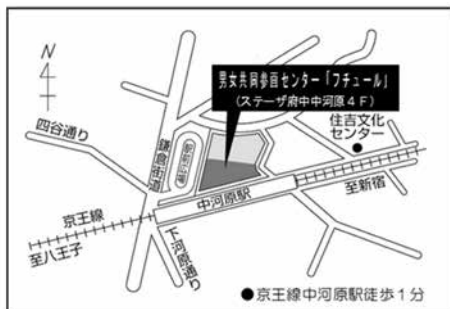 N
男女共同参画センター「フチュール」
(ステーザ府中中河原4F)
住吉文化
センター
四谷通り
鎌倉街道
中河原駅
至新宿
京王線
至八王子
下河原通り
●京王線中河原駅徒歩1分